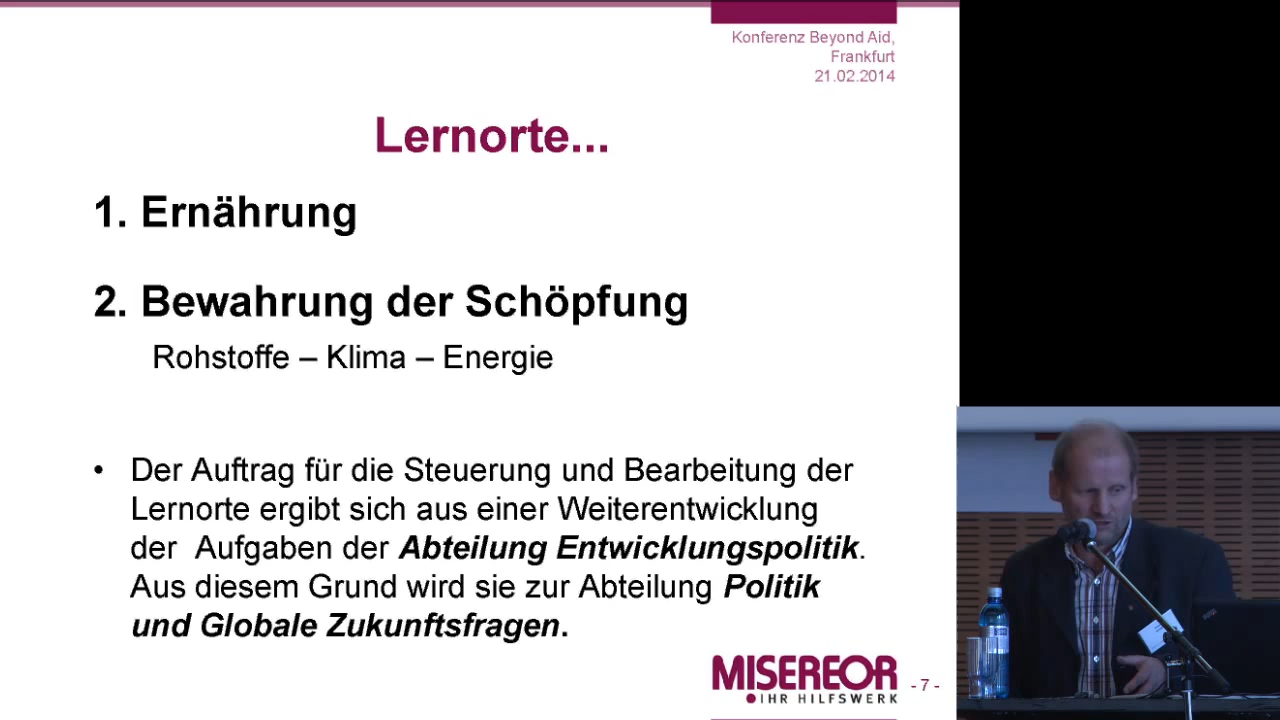 Konferenz Beyond Aid,
Frankfurt
21.02.2014
Lernorte...
1. Ernährung
2. Bewahrung der Schöpfung
Rohstoffe – Klima – Energie
• Der Auftrag für die Steuerung und Bearbeitung der
Lernorte ergibt sich aus einer Weiterentwicklung
der Aufgaben der Abteilung Entwicklungspolitik.
Aus diesem Grund wird sie zur Abteilung Politik
und Globale Zukunftsfragen.
MISEREOR
IHR HILFSWERK
- 7 -